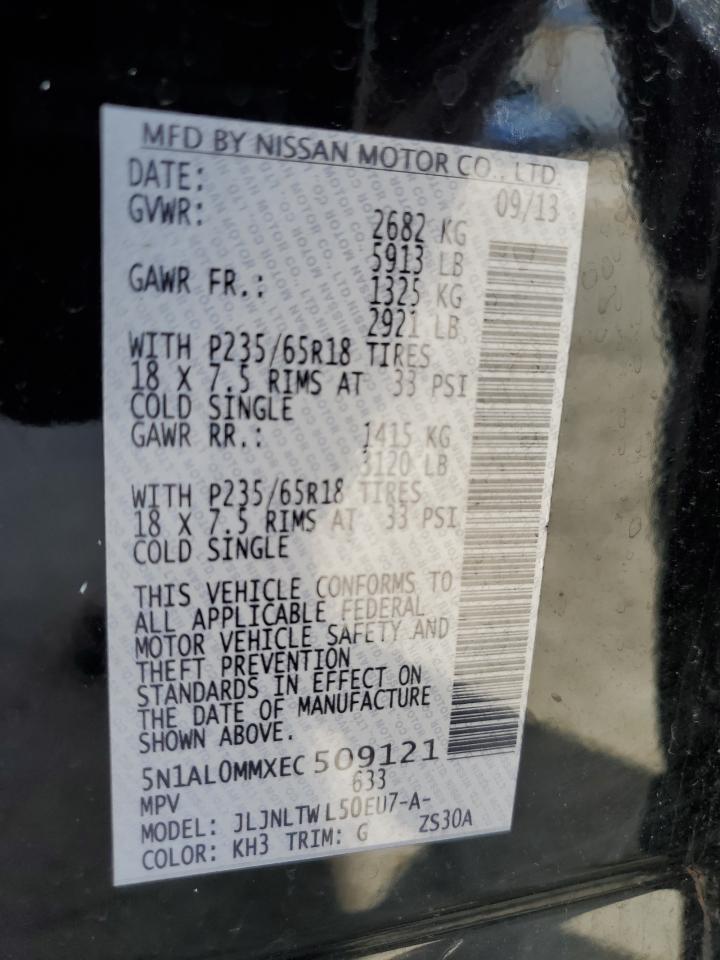 MFD BY NISSAN MOTOR CO., LTD.
DATE: 09/13
GVWR: 2682 KG
5913 LB
GAWR FR.: 1325 KG
2921 LB
WITH P235/65R18 TIRES
18 X 7.5 RIMS AT 33 PSI
COLD SINGLE
GAWR RR.: 1415 KG
3120 LB
WITH P235/65R18 TIRES
18 X 7.5 RIMS AT 33 PSI
COLD SINGLE
THIS VEHICLE CONFORMS TO
ALL APPLICABLE FEDERAL
MOTOR VEHICLE SAFETY AND
THEFT PREVENTION
STANDARDS IN EFFECT ON
THE DATE OF MANUFACTURE
SHOWN ABOVE.
5N1AL0MMXEC509121
MPV 633
MODEL: JLJNLTWL50EU7-A-
COLOR: KH3 TRIM: G ZS30A